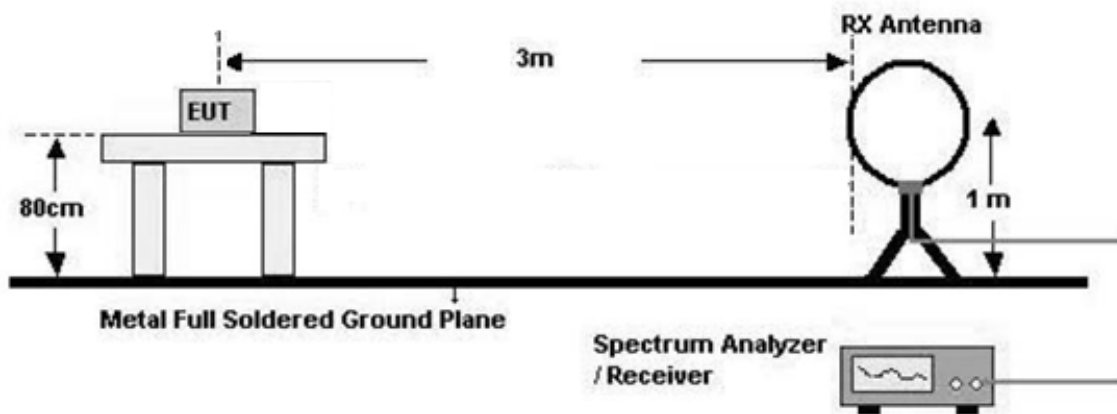 RX Antenna
3m
EUT
80cm
1 m
Metal Full Soldered Ground Plane
Spectrum Analyzer
/ Receiver